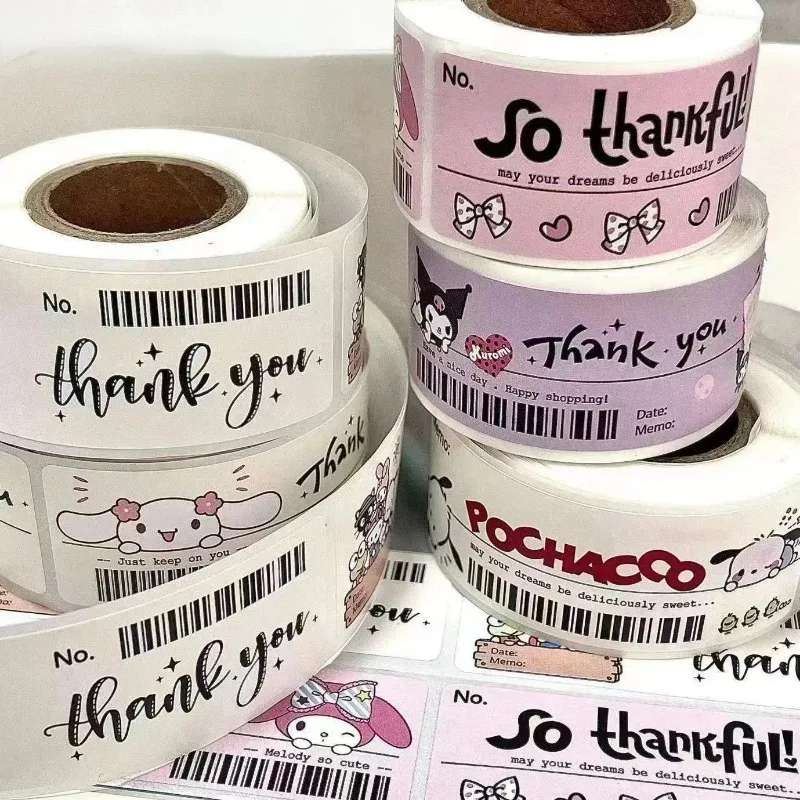 No.
So thankful!
may your dreams be deliciously sweet...
No.
thank you
Kuromi
Thank you
Have a nice day . Happy shopping!
Date:
Memo:
Thank
-- Just keep on you
POCHACCO
may your dreams be deliciously sweet...
No.
thank you
you
Date:
Memo:
than
-- Melody so cute --
No.
So thankful!
may your dreams be deliciously sweet...